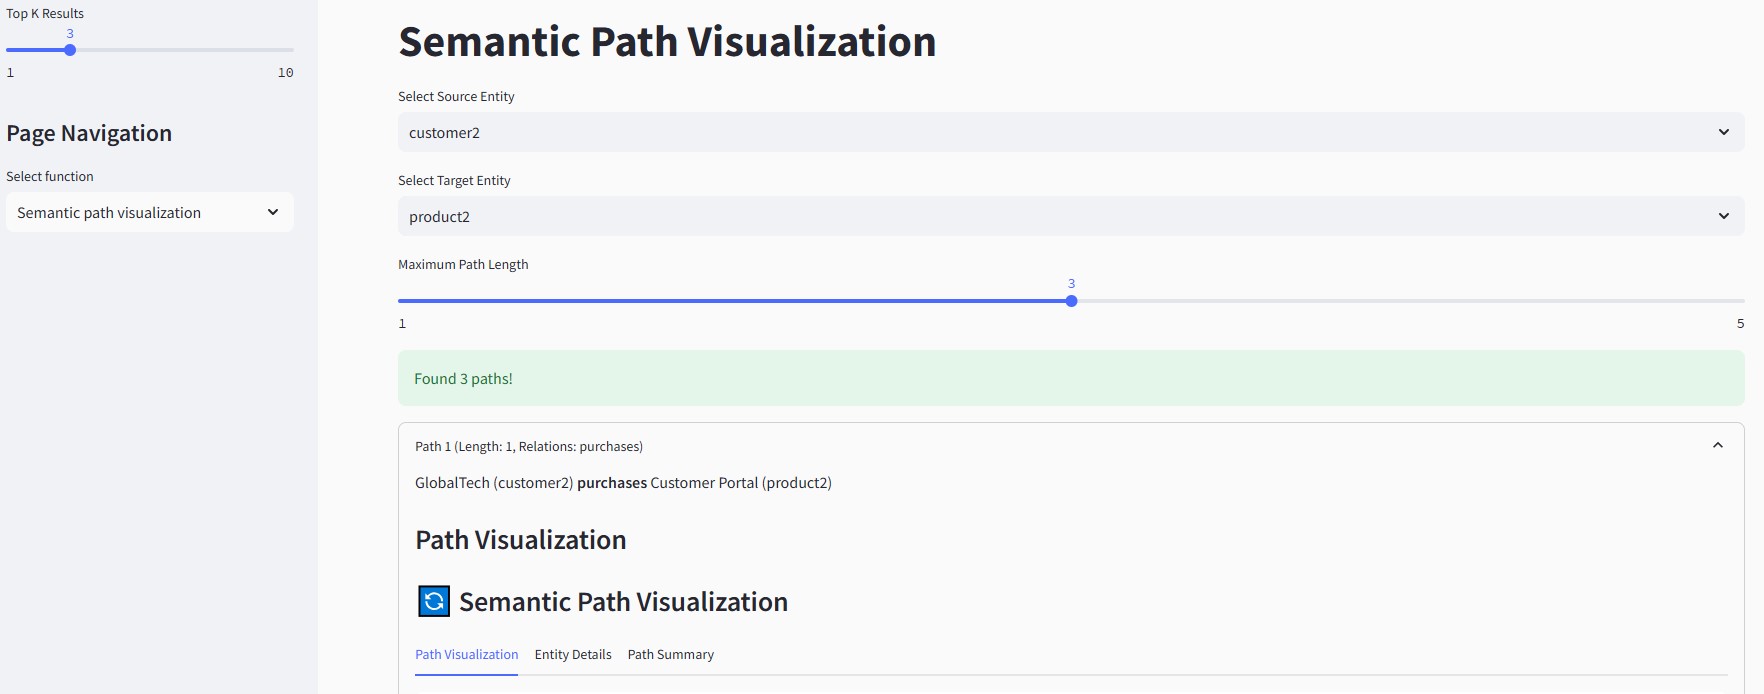 Top K Results
3
1 10
Page Navigation
Select function
Semantic path visualization
Semantic Path Visualization
Select Source Entity
customer2
Select Target Entity
product2
Maximum Path Length
3
1 5
Found 3 paths!
Path 1 (Length: 1, Relations: purchases)
GlobalTech (customer2) purchases Customer Portal (product2)
Path Visualization
Semantic Path Visualization
Path Visualization Entity Details Path Summary